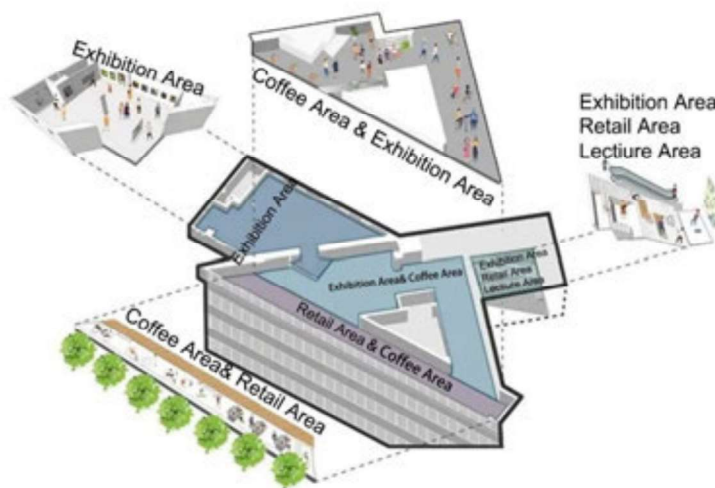 Exhibition Area
Coffee Area & Exhibition Area
Exhibition Area
Retail Area
Lectiure Area
Exhibition Area
Exhibition Area& Coffee Area
Exhibition Area
Retail Area
Lecture Area
Retail Area & Coffee Area
Coffee Area& Retail Area